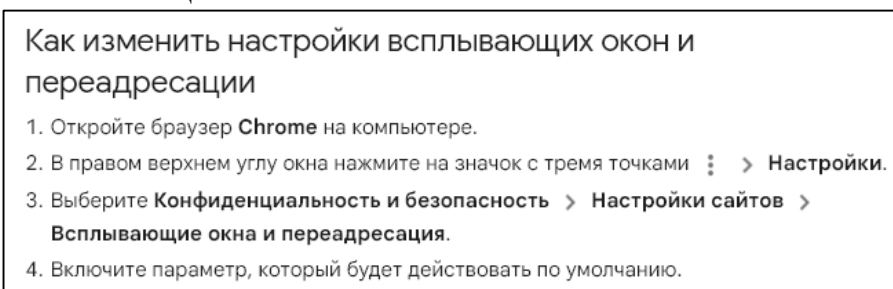 Как изменить настройки всплывающих окон и
переадресации
1. Откройте браузер Chrome на компьютере.
2. В правом верхнем углу окна нажмите на значок с тремя точками ⋮ > Настройки.
3. Выберите Конфиденциальность и безопасность > Настройки сайтов >
Всплывающие окна и переадресация.
4. Включите параметр, который будет действовать по умолчанию.